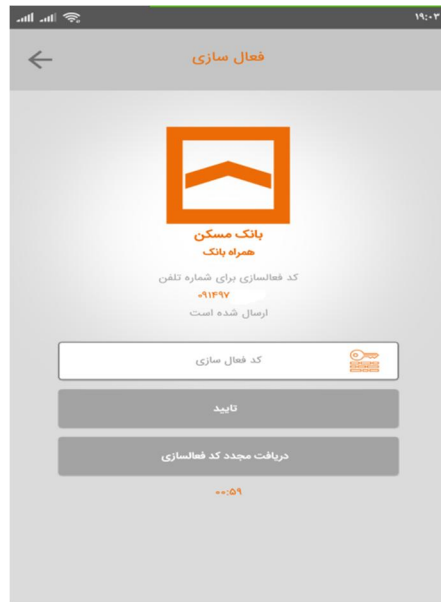 ۱۹:۰۳
فعال سازی
بانک مسکن
همراه بانک
کد فعالسازی برای شماره تلفن
۰۹۱۴۹۷
ارسال شده است
کد فعال سازی
تایید
دریافت مجدد کد فعالسازی
۰۰:۵۹